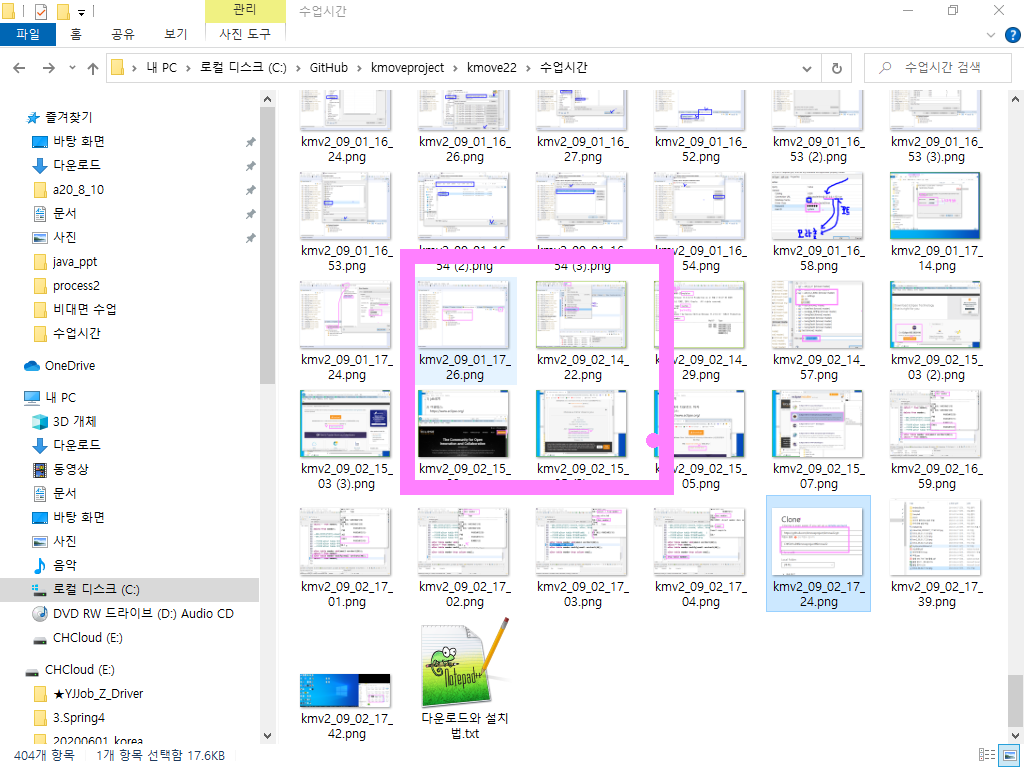 관리
수업시간
파일
홈
공유
보기
사진 도구
내 PC
로컬 디스크 (C:)
GitHub
kmoveproject
kmove22
수업시간
수업시간 검색
즐겨찾기
바탕 화면
다운로드
a20_8_10
문서
사진
java_ppt
process2
비대면 수업
수업시간
OneDrive
내 PC
3D 개체
다운로드
동영상
문서
바탕 화면
사진
음악
로컬 디스크 (C:)
DVD RW 드라이브 (D:) Audio CD
CHCloud (E:)
CHCloud (E:)
★YJJob_Z_Driver
3.Spring4
20200601_korea
kmv2_09_01_16_24.png
kmv2_09_01_16_26.png
kmv2_09_01_16_27.png
kmv2_09_01_16_52.png
kmv2_09_01_16_53 (2).png
kmv2_09_01_16_53 (3).png
kmv2_09_01_16_53.png
kmv2_09_01_16_54 (2).png
kmv2_09_01_16_54 (3).png
kmv2_09_01_16_54.png
kmv2_09_01_16_58.png
kmv2_09_01_17_14.png
kmv2_09_01_17_24.png
kmv2_09_01_17_26.png
kmv2_09_02_14_22.png
kmv2_09_02_14_29.png
kmv2_09_02_14_57.png
kmv2_09_02_15_03 (2).png
kmv2_09_02_15_03 (3).png
kmv2_09_02_15_
kmv2_09_02_15_
kmv2_09_02_15_05.png
kmv2_09_02_15_07.png
kmv2_09_02_16_59.png
The Community for Open Innovation and Collaboration
kmv2_09_02_17_01.png
kmv2_09_02_17_02.png
kmv2_09_02_17_03.png
kmv2_09_02_17_04.png
Clone
kmv2_09_02_17_24.png
kmv2_09_02_17_39.png
Notepad++
kmv2_09_02_17_42.png
다운로드와 설치법.txt
404개 항목
1개 항목 선택함 17.6KB